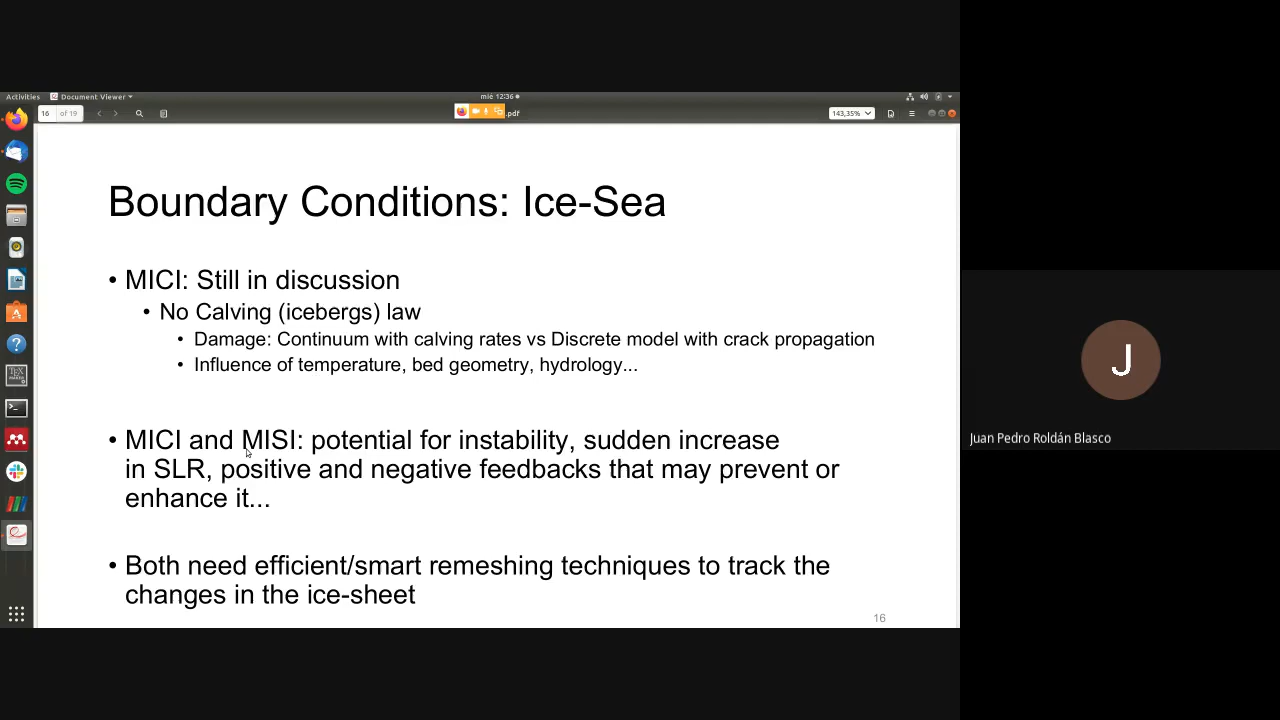 Activities
Document Viewer
mié 12:36
16 of 19
.pdf
143,35%
Boundary Conditions: Ice-Sea
• MICI: Still in discussion
• No Calving (icebergs) law
• Damage: Continuum with calving rates vs Discrete model with crack propagation
• Influence of temperature, bed geometry, hydrology...
• MICI and MISI: potential for instability, sudden increase
in SLR, positive and negative feedbacks that may prevent or
enhance it...
• Both need efficient/smart remeshing techniques to track the
changes in the ice-sheet
16
J
Juan Pedro Roldán Blasco